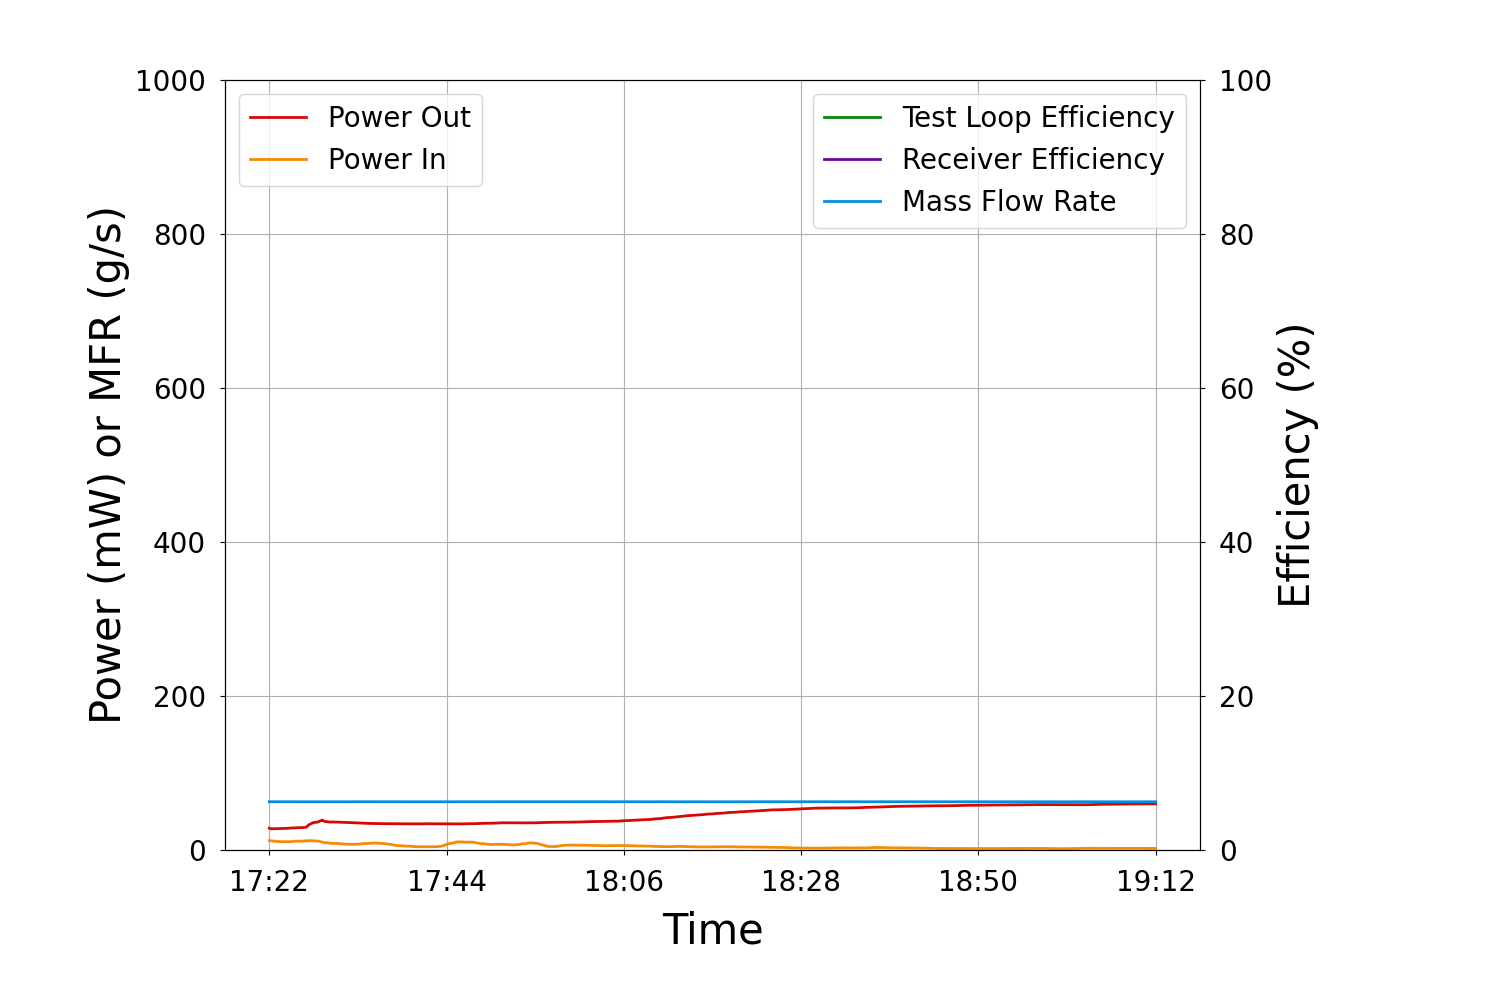 1000
800
600
400
200
0
Power (mW) or MFR (g/s)
Power Out
Power In
Test Loop Efficiency
Receiver Efficiency
Mass Flow Rate
100
80
60
40
20
0
Efficiency (%)
17:22 17:44 18:06 18:28 18:50 19:12
Time